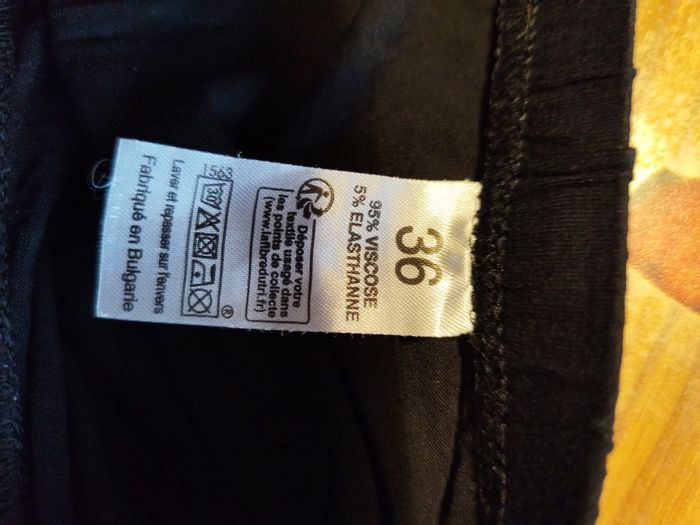 36
95% VISCOSE
5% ELASTHANNE
Déposer votre
textile usagé dans
les points de collecte
(www.lafibredutri.fr)
®
Laver et repasser sur l'envers
Fabriqué en Bulgarie